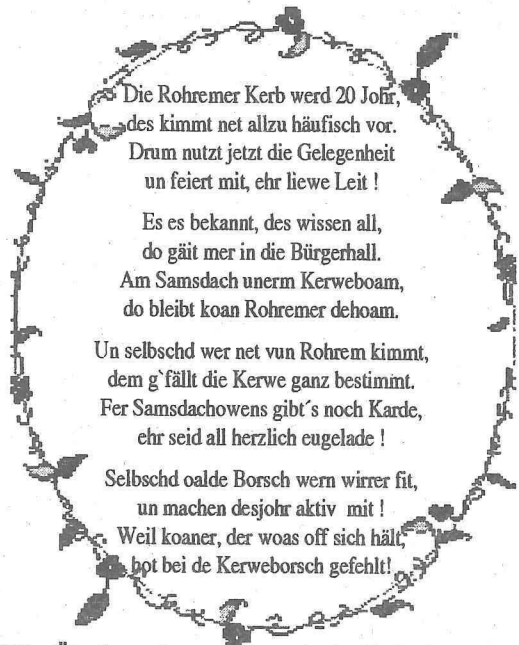 Die Rohremer Kerb werd 20 Johr,
des kimmt net allzu häufisch vor.
Drum nutzt jetzt die Gelegenheit
un feiert mit, ehr liewe Leit !
Es es bekannt, des wissen all,
do gäit mer in die Bürgerhall.
Am Samsdach unerm Kerweboam,
do bleibt koan Rohremer dehoam.
Un selbschd wer net vun Rohrem kimmt,
dem g`fällt die Kerwe ganz bestimmt.
Fer Samsdachowens gibt´s noch Karde,
ehr seid all herzlich eugelade !
Selbschd oalde Borsch wern wirrer fit,
un machen desjohr aktiv mit !
Weil koaner, der woas off sich hält,
hot bei de Kerweborsch gefehlt!